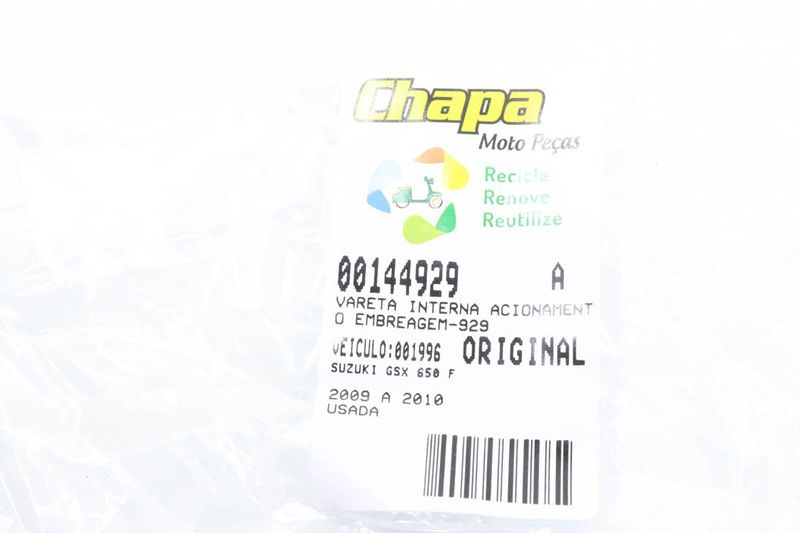 Chapa
Moto Peças
Recicle
Renove
Reutilize
00144929 A
VARETA INTERNA ACIONAMENT
O EMBREAGEM-929
VEICULO:001996 ORIGINAL
SUZUKI GSX 650 F
2009 A 2010
USADA